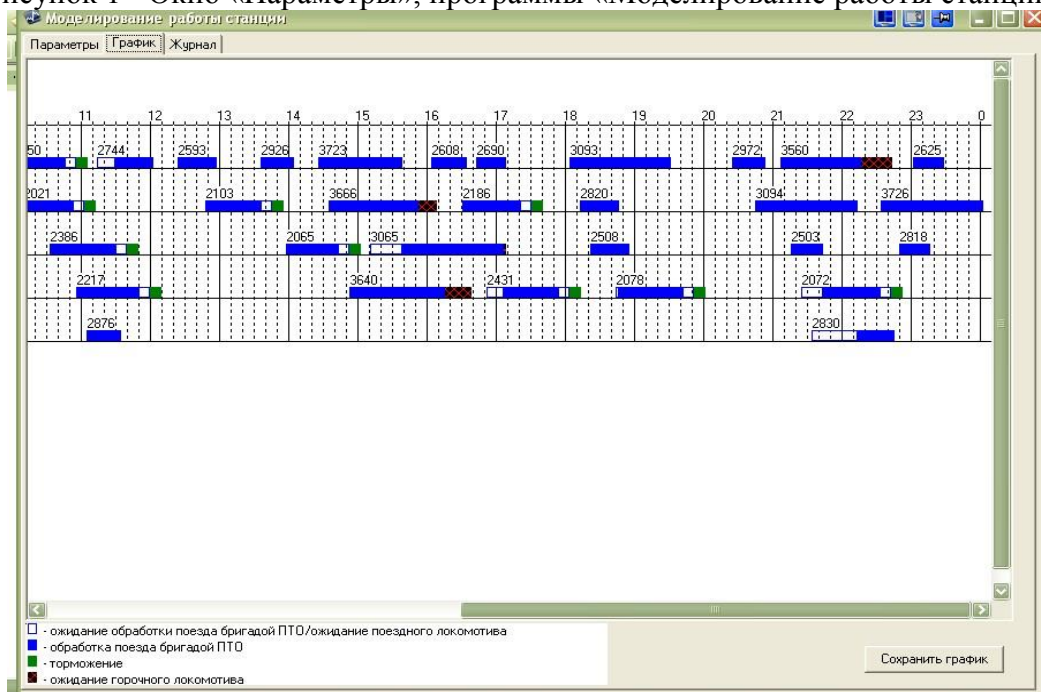 исунок 1 – Окно «Параметры», программы «Моделирование работы станци
Моделирование работы станции
Параметры График Журнал
11 12 13 14 15 16 17 18 19 20 21 22 23 0
50 2744 2593 2926 3723 2608 2690 3093 2972 3560 2625
2021 2103 3666 2186 2820 3094 3726
2386 2065 3065 2508 2503 2818
2217 3640 2431 2078 2072
2876 2830
- ожидание обработки поезда бригадой ПТО/ожидание поездного локомотива
- обработка поезда бригадой ПТО
- торможение
- ожидание горочного локомотива
Сохранить график